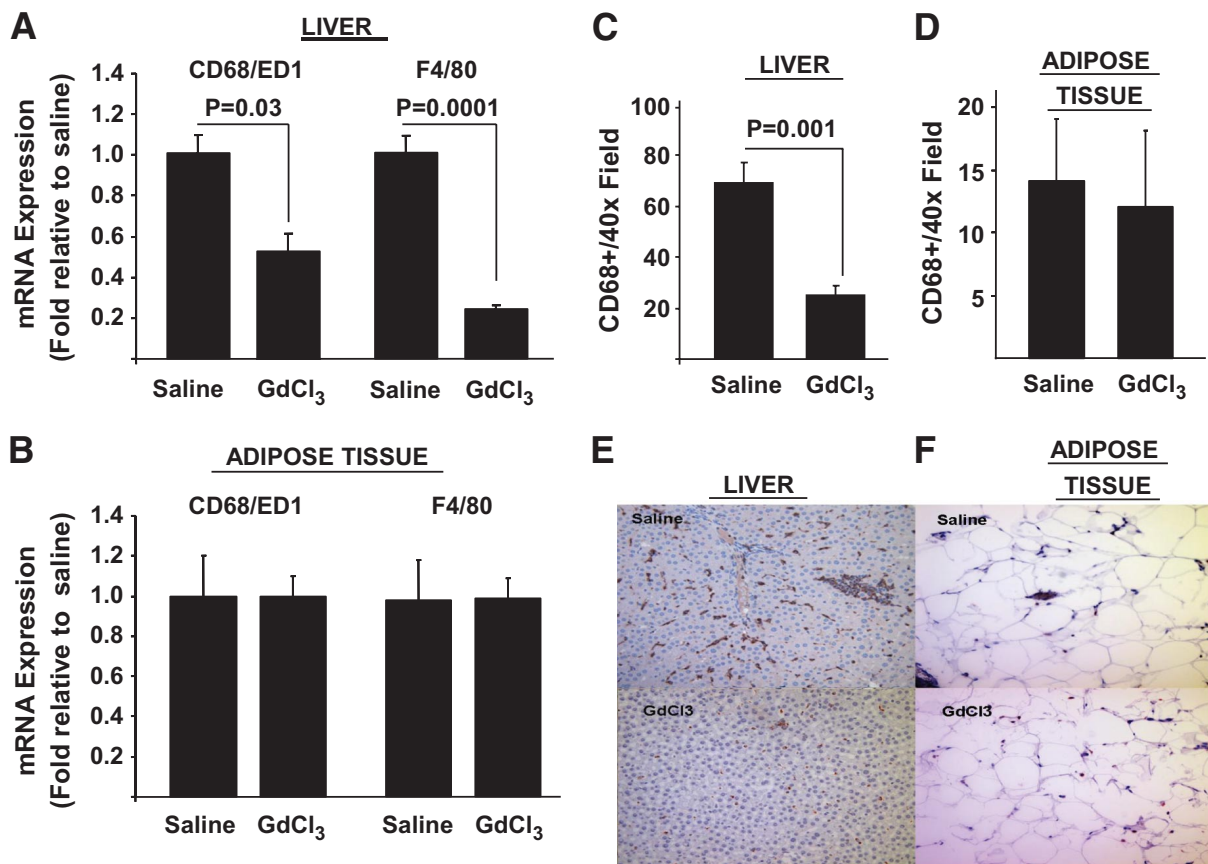 A
LIVER
CD68/ED1
F4/80
P=0.03
P=0.0001
mRNA Expression
(Fold relative to saline)
1.4
1.2
1.0
0.8
0.6
0.4
0.2
Saline
GdCl3
Saline
GdCl3
C
LIVER
P=0.001
CD68+/40x Field
100
80
60
40
20
Saline
GdCl3
D
ADIPOSE
TISSUE
CD68+/40x Field
20
15
10
5
Saline
GdCl3
B
ADIPOSE TISSUE
CD68/ED1
F4/80
mRNA Expression
(Fold relative to saline)
1.4
1.2
1.0
0.8
0.6
0.4
0.2
Saline
GdCl3
Saline
GdCl3
E
LIVER
Saline
GdCl3
F
ADIPOSE
TISSUE
Saline
GdCl3